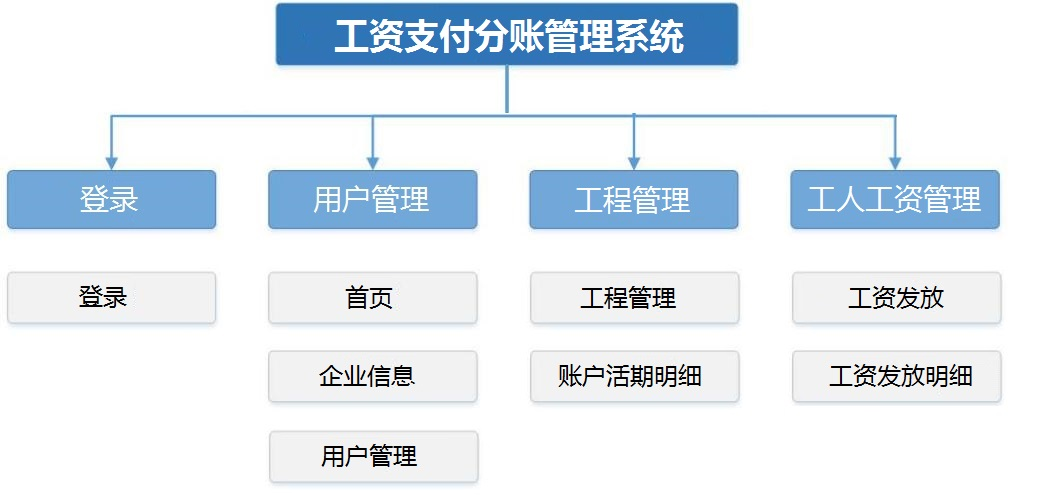 工资支付分账管理系统
登录
用户管理
工程管理
工人工资管理
登录
首页
工程管理
工资发放
企业信息
账户活期明细
工资发放明细
用户管理